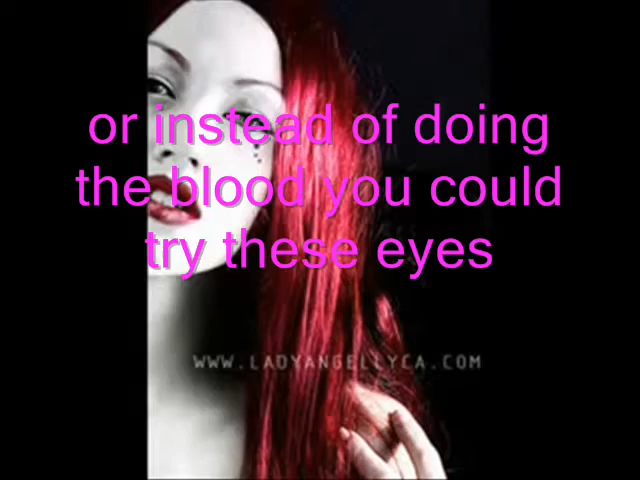 or instead of doing
the blood you could
try these eyes
WWW.LADYANGELLYCA.COM